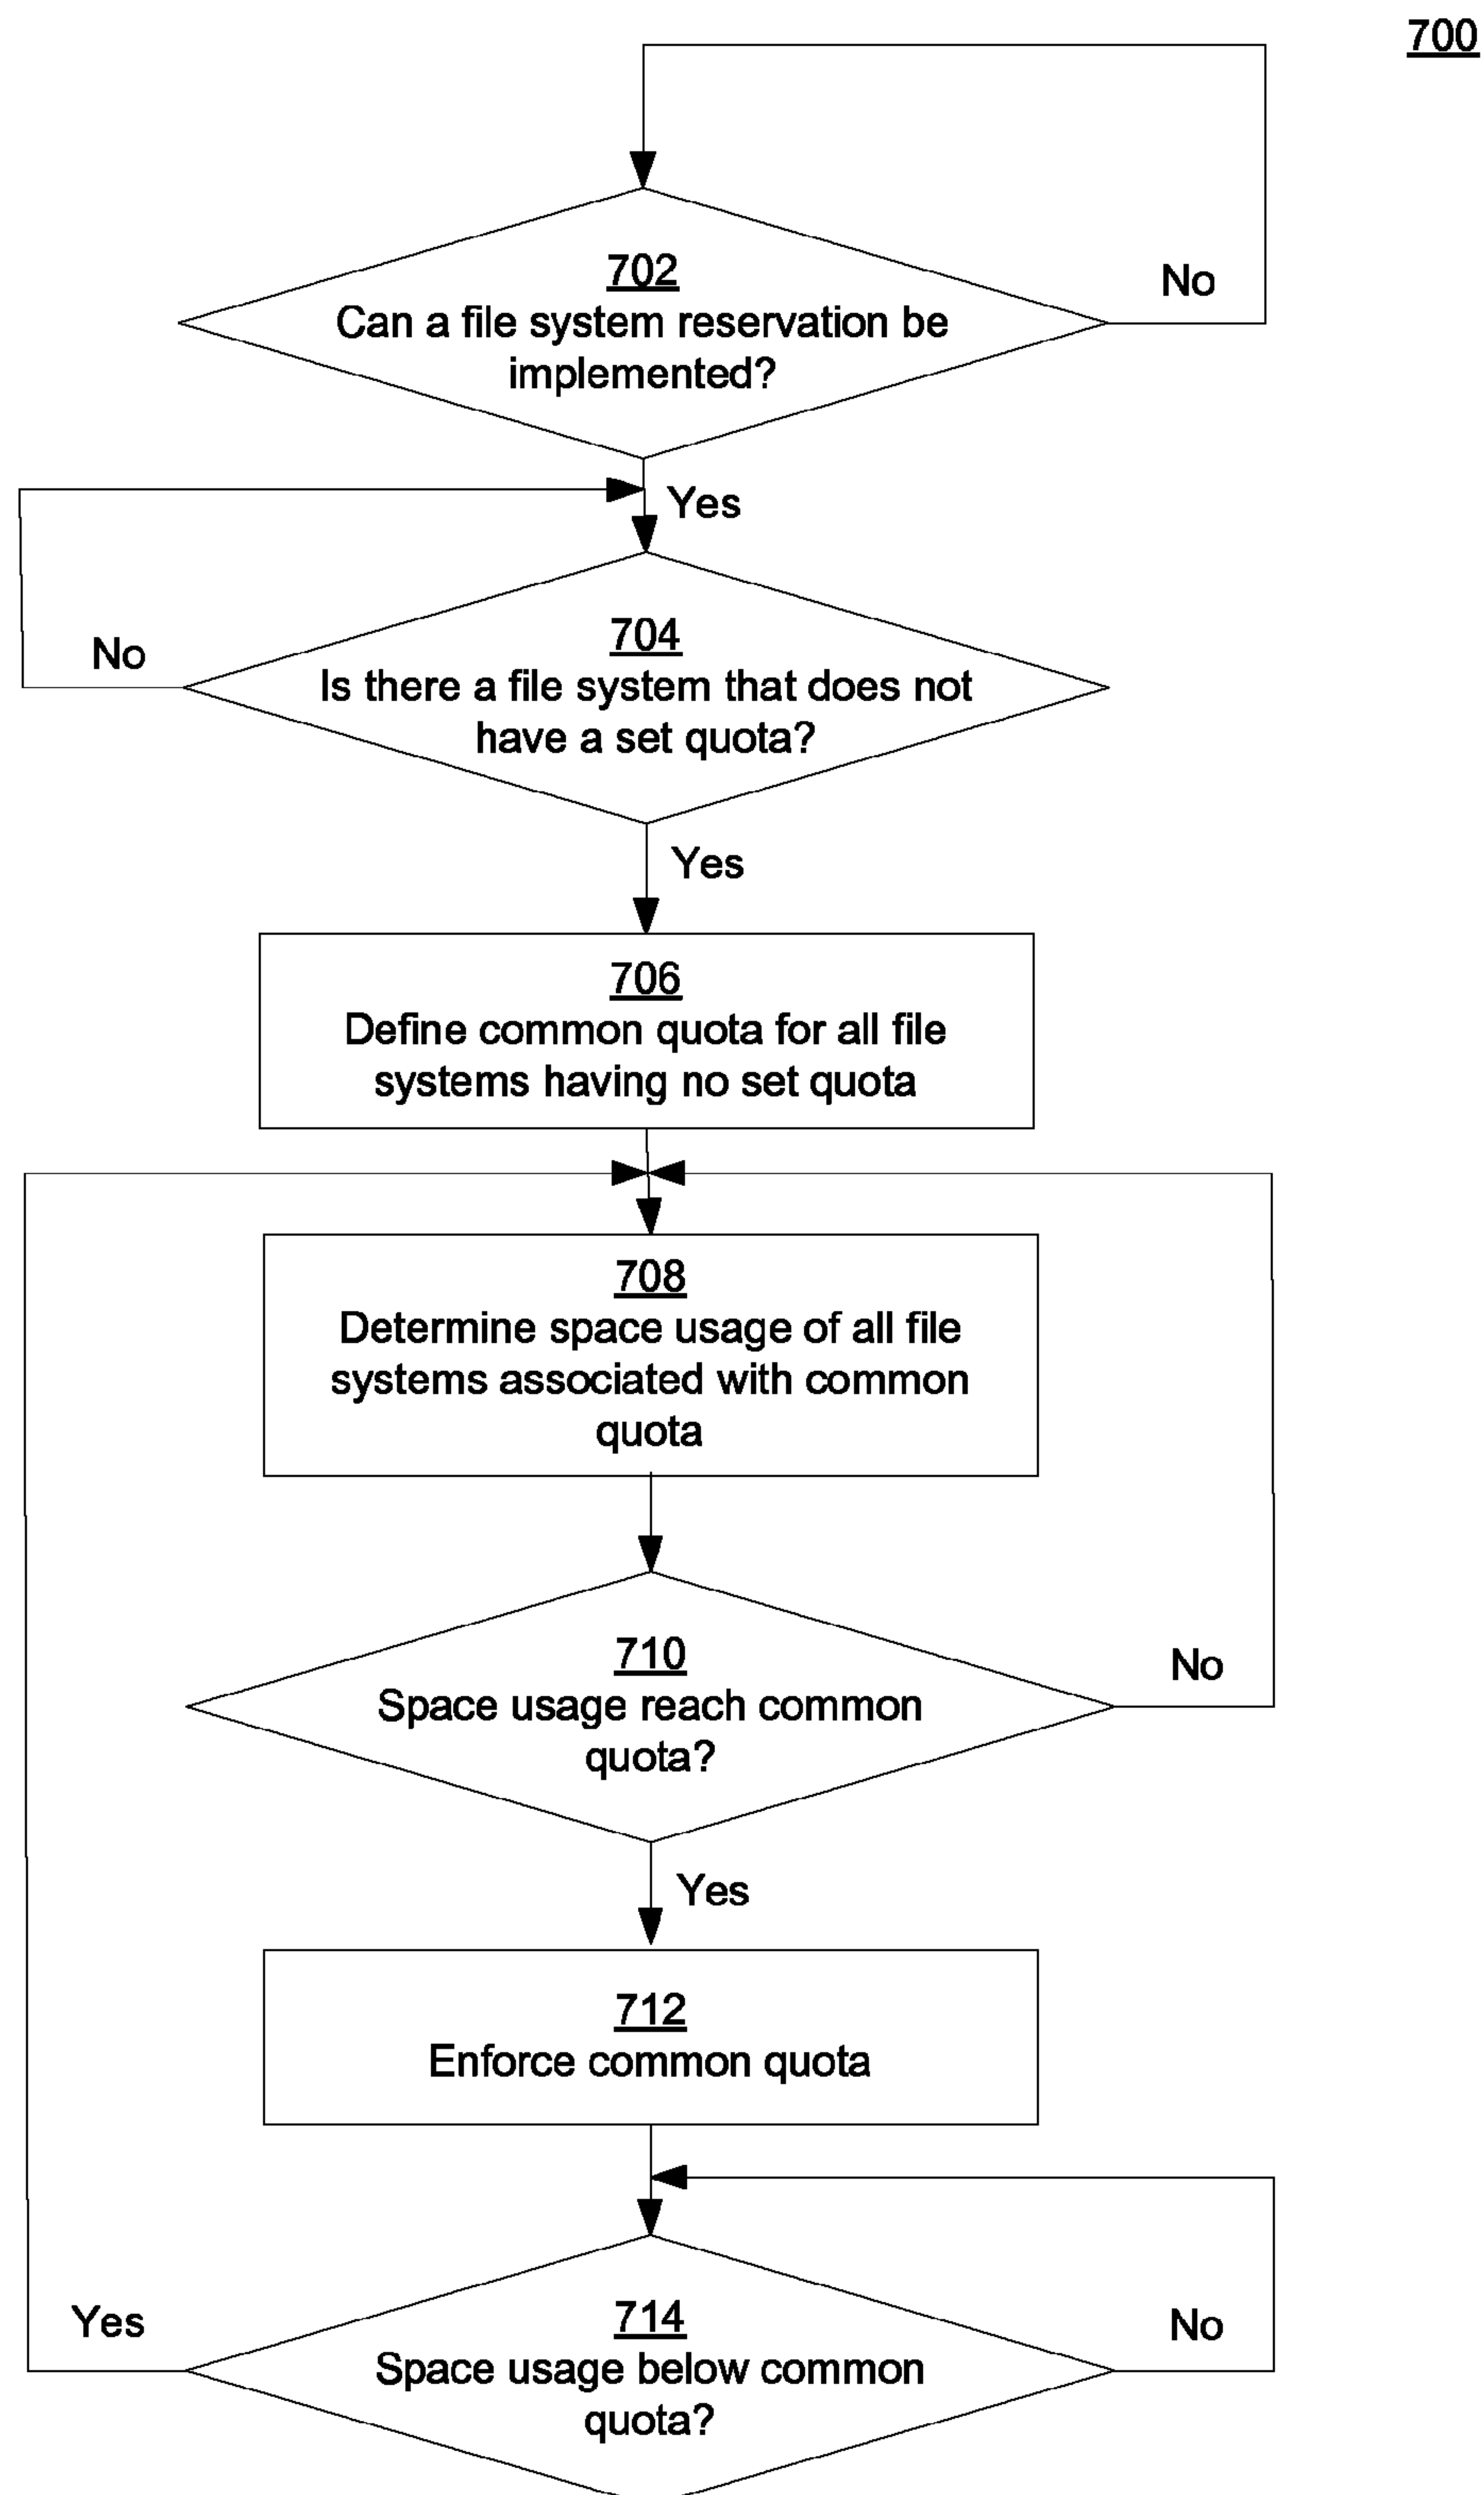 700
702
Can a file system reservation be
implemented?
No
Yes
704
Is there a file system that does not
have a set quota?
No
Yes
706
Define common quota for all file
systems having no set quota
708
Determine space usage of all file
systems associated with common
quota
710
Space usage reach common
quota?
No
Yes
712
Enforce common quota
714
Space usage below common
quota?
Yes
No